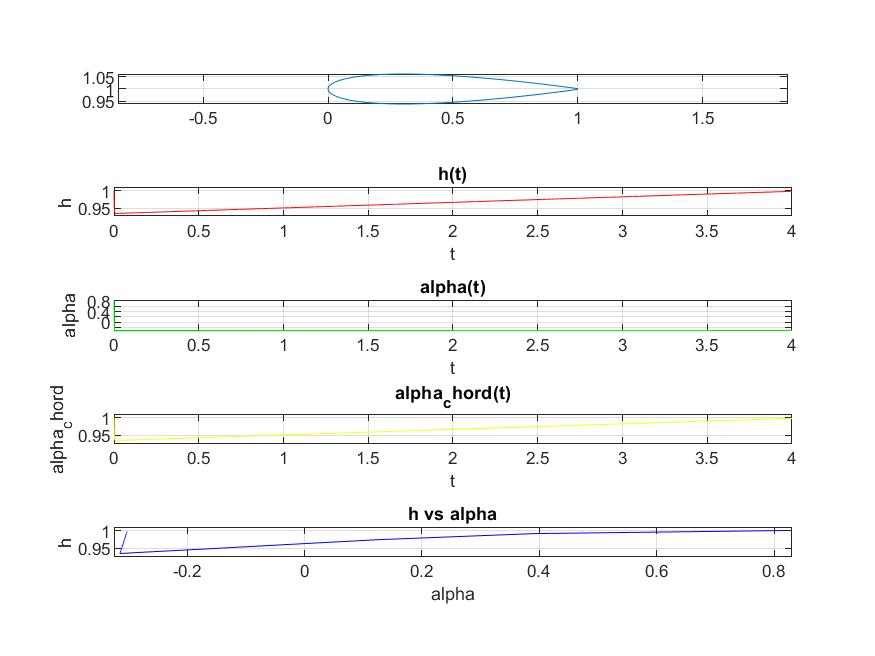 1.05
1
0.95
-0.5 0 0.5 1 1.5
h(t)
1
0.95
h
0 0.5 1 1.5 2 2.5 3 3.5 4
t
alpha(t)
0.8
0.4
0
alpha
0 0.5 1 1.5 2 2.5 3 3.5 4
t
alpha_chord(t)
1
0.95
alpha_chord
0 0.5 1 1.5 2 2.5 3 3.5 4
t
h vs alpha
1
0.95
h
-0.2 0 0.2 0.4 0.6 0.8
alpha